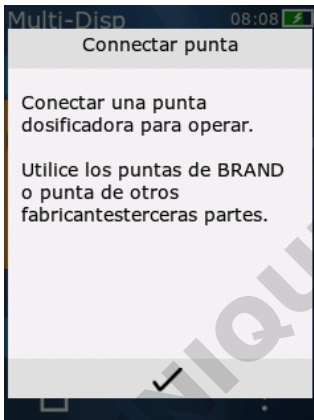 Multi-Disp 08:08
Connectar punta
Conectar una punta
dosificadora para operar.
Utilice los puntas de BRAND
o punta de otros
fabricantesterceras partes.
NIQU